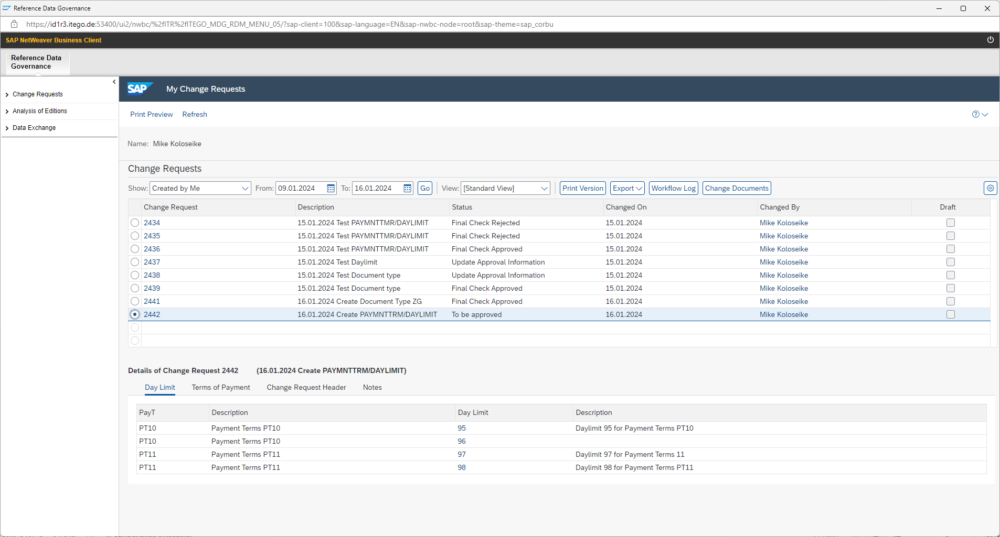 SAP Reference Data Governance
https://id1r3.itego.de:53400/ui2/nwbc/%2fITR%2fITEGO_MDG_RDM_MENU_05/?sap-client=100&sap-language=EN&sap-nwbc-node=root&sap-theme=sap_corbu
SAP NetWeaver Business Client
Reference Data
Governance
Change Requests
Analysis of Editions
Data Exchange
SAP My Change Requests
Print Preview Refresh
Name: Mike Koloseike
Change Requests
Show: Created by Me From: 09.01.2024 To: 16.01.2024 Go View: [Standard View] Print Version Export Workflow Log Change Documents
Change Request Description Status Changed On Changed By Draft
2434 15.01.2024 Test PAYMNTTMR/DAYLIMIT Final Check Rejected 15.01.2024 Mike Koloseike
2435 15.01.2024 Test PAYMNTTMR/DAYLIMIT Final Check Rejected 15.01.2024 Mike Koloseike
2436 15.01.2024 Test PAYMNTTMR/DAYLIMIT Final Check Approved 15.01.2024 Mike Koloseike
2437 15.01.2024 Test Daylimit Update Approval Information 15.01.2024 Mike Koloseike
2438 15.01.2024 Test Document type Update Approval Information 15.01.2024 Mike Koloseike
2439 15.01.2024 Test Document type Final Check Approved 15.01.2024 Mike Koloseike
2441 16.01.2024 Create Document Type ZG Final Check Approved 16.01.2024 Mike Koloseike
2442 16.01.2024 Create PAYMNTTRM/DAYLIMIT To be approved 16.01.2024 Mike Koloseike
Details of Change Request 2442 (16.01.2024 Create PAYMNTTRM/DAYLIMIT)
Day Limit Terms of Payment Change Request Header Notes
PayT Description Day Limit Description
PT10 Payment Terms PT10 95 Daylimit 95 for Payment Terms PT10
PT10 Payment Terms PT10 96
PT11 Payment Terms PT11 97 Daylimit 97 for Payment Terms 11
PT11 Payment Terms PT11 98 Daylimit 98 for Payment Terms PT11